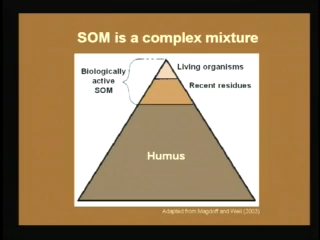 SOM is a complex mixture
Biologically
active
SOM
Living organisms
Recent residues
Humus
Adapted from Magdoff and Weil (2003)